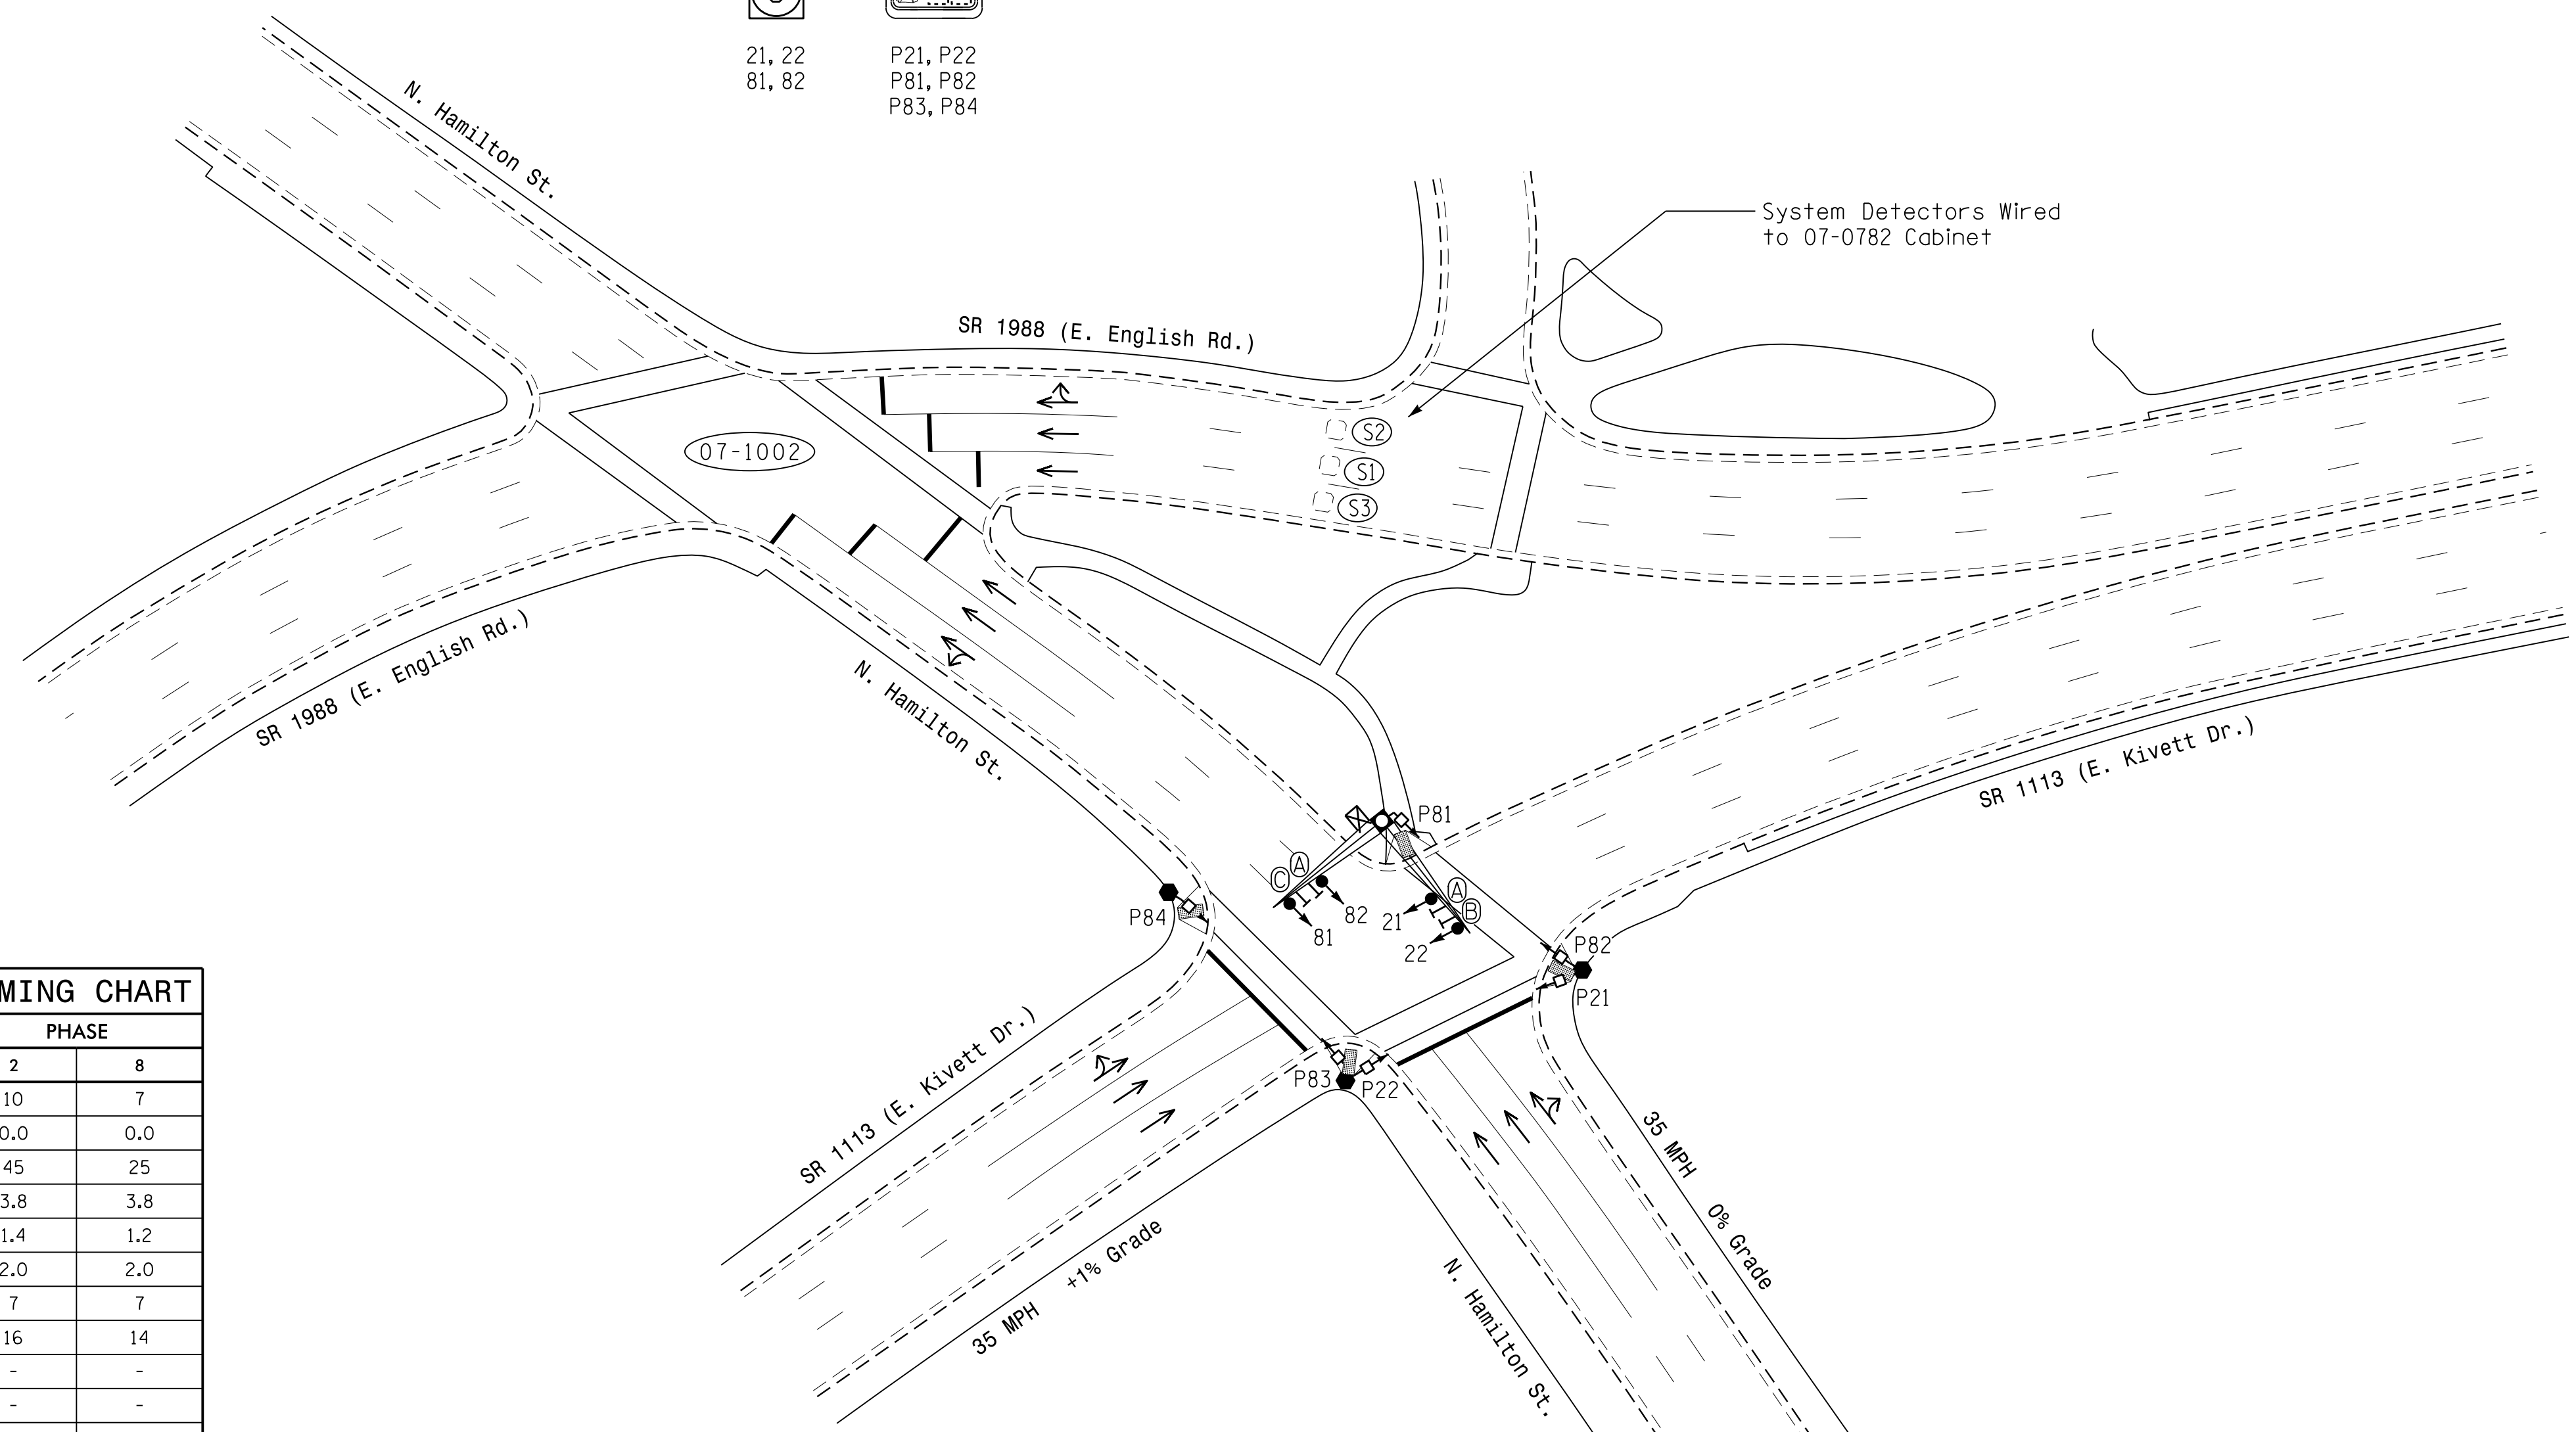 21, 22
81, 82
P21, P22
P81, P82
P83, P84
N. Hamilton St.
System Detectors Wired
to 07-0782 Cabinet
SR 1988 (E. English Rd.)
07-1002
S2
S1
S3
SR 1988 (E. English Rd.)
N. Hamilton St.
SR 1113 (E. Kivett Dr.)
P81
A
C
A
B
82
21
81
22
P84
P82
P21
P83
P22
SR 1113 (E. Kivett Dr.)
35 MPH +1% Grade
35 MPH 0% Grade
N. Hamilton St.
MING CHART
PHASE
2 8
10 7
0.0 0.0
45 25
3.8 3.8
1.4 1.2
2.0 2.0
7 7
16 14
- -
- -